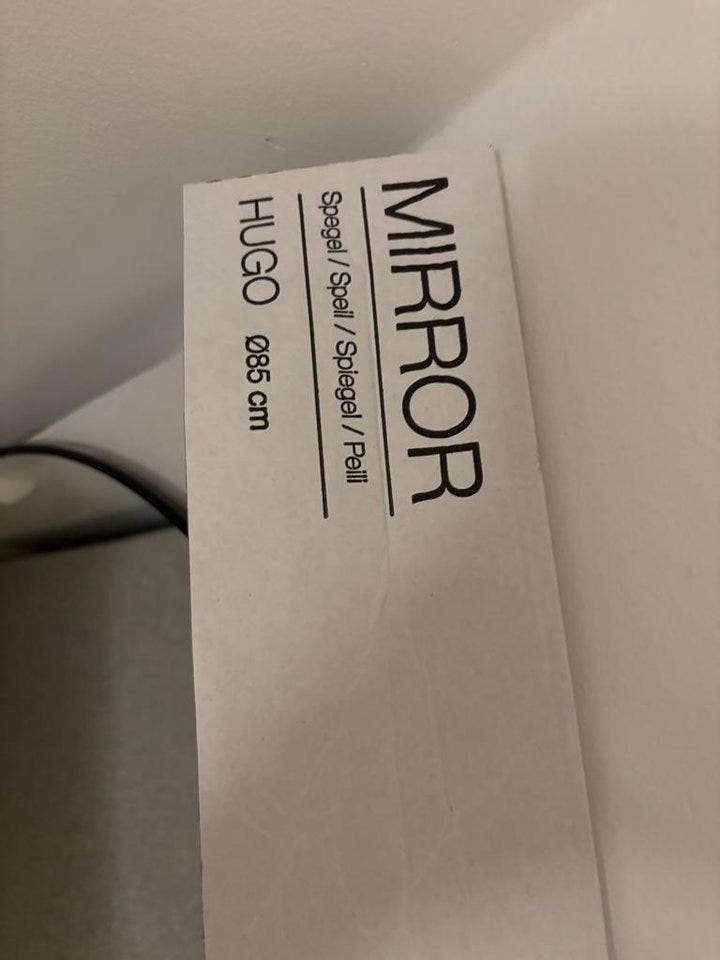 MIRROR
Spegel / Speil / Spiegel / Peili
HUGO Ø85 cm